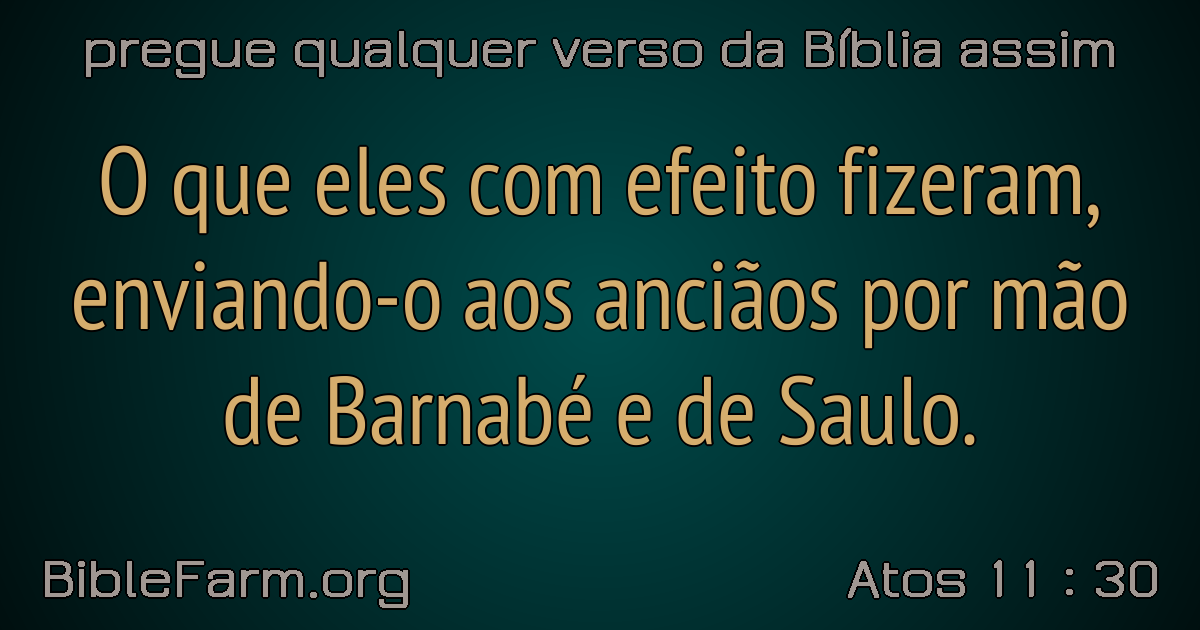 pregue qualquer verso da Bíblia assim
O que eles com efeito fizeram,
enviando-o aos anciãos por mão
de Barnabé e de Saulo.
BibleFarm.org
Atos 11 : 30